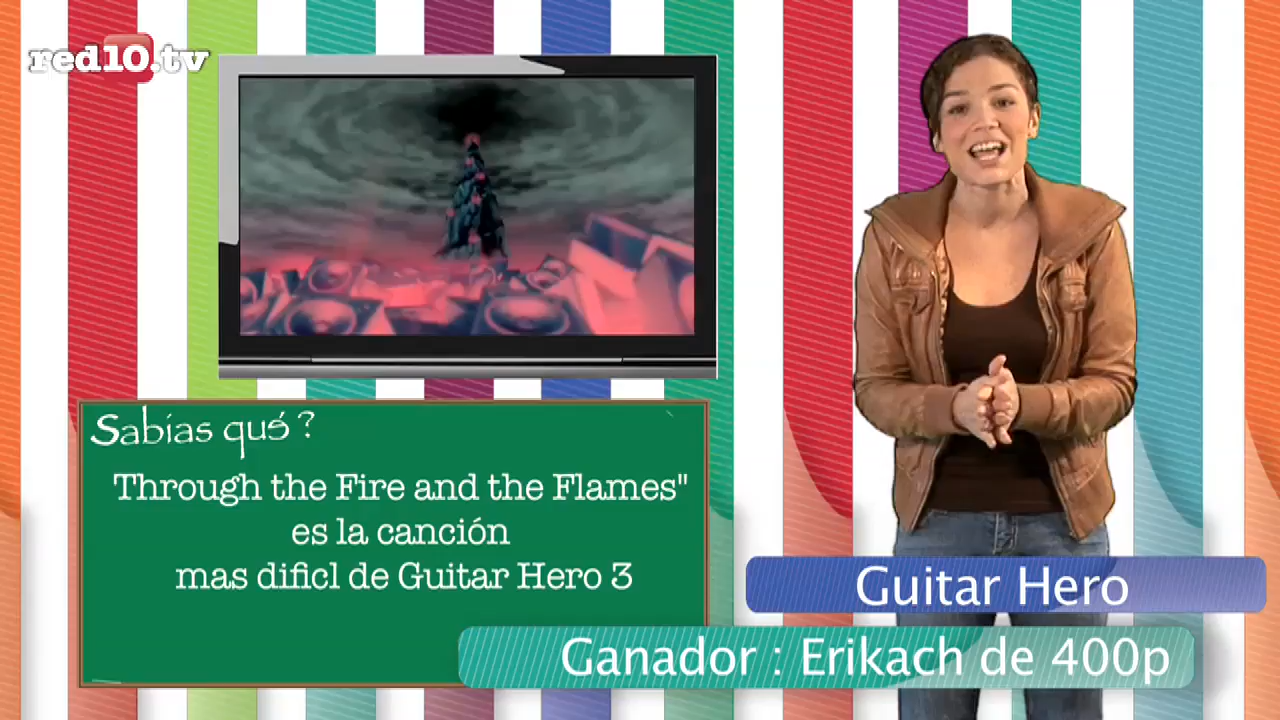 red10.tv
Sabías qué?
Through the Fire and the Flames"
es la canción
mas dificl de Guitar Hero 3
Guitar Hero
Ganador : Erikach de 400p